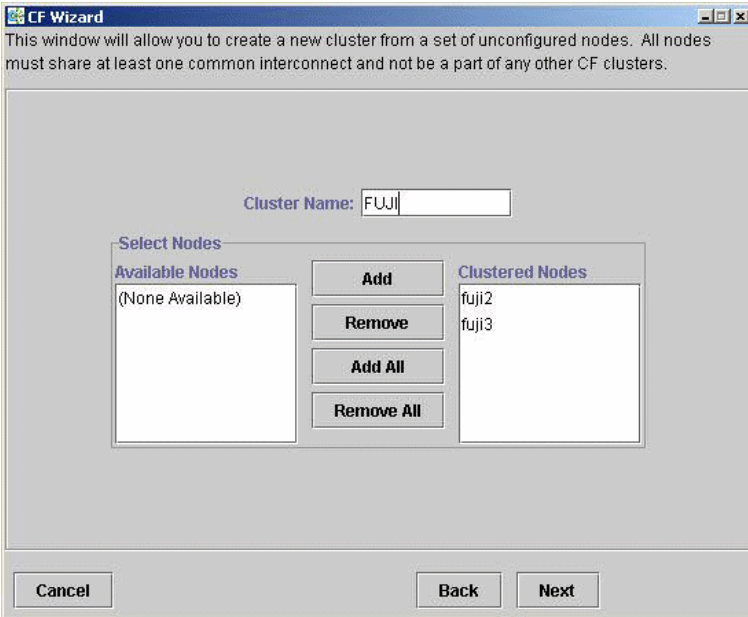 CF Wizard
This window will allow you to create a new cluster from a set of unconfigured nodes. All nodes
must share at least one common interconnect and not be a part of any other CF clusters.
Cluster Name: FUJI
Select Nodes
Available Nodes
(None Available)
Add
Remove
Add All
Remove All
Clustered Nodes
fuji2
fuji3
Cancel
Back
Next